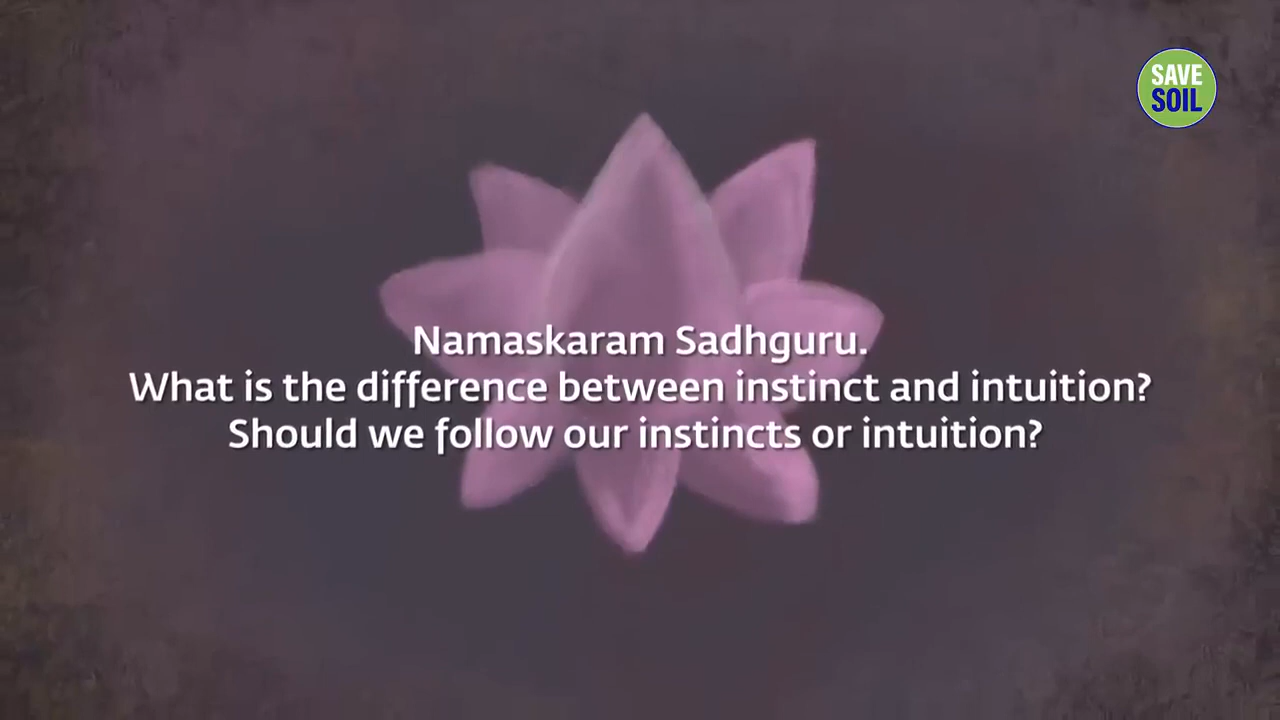 SAVE
SOIL
Namaskaram Sadhguru.
What is the difference between instinct and intuition?
Should we follow our instincts or intuition?